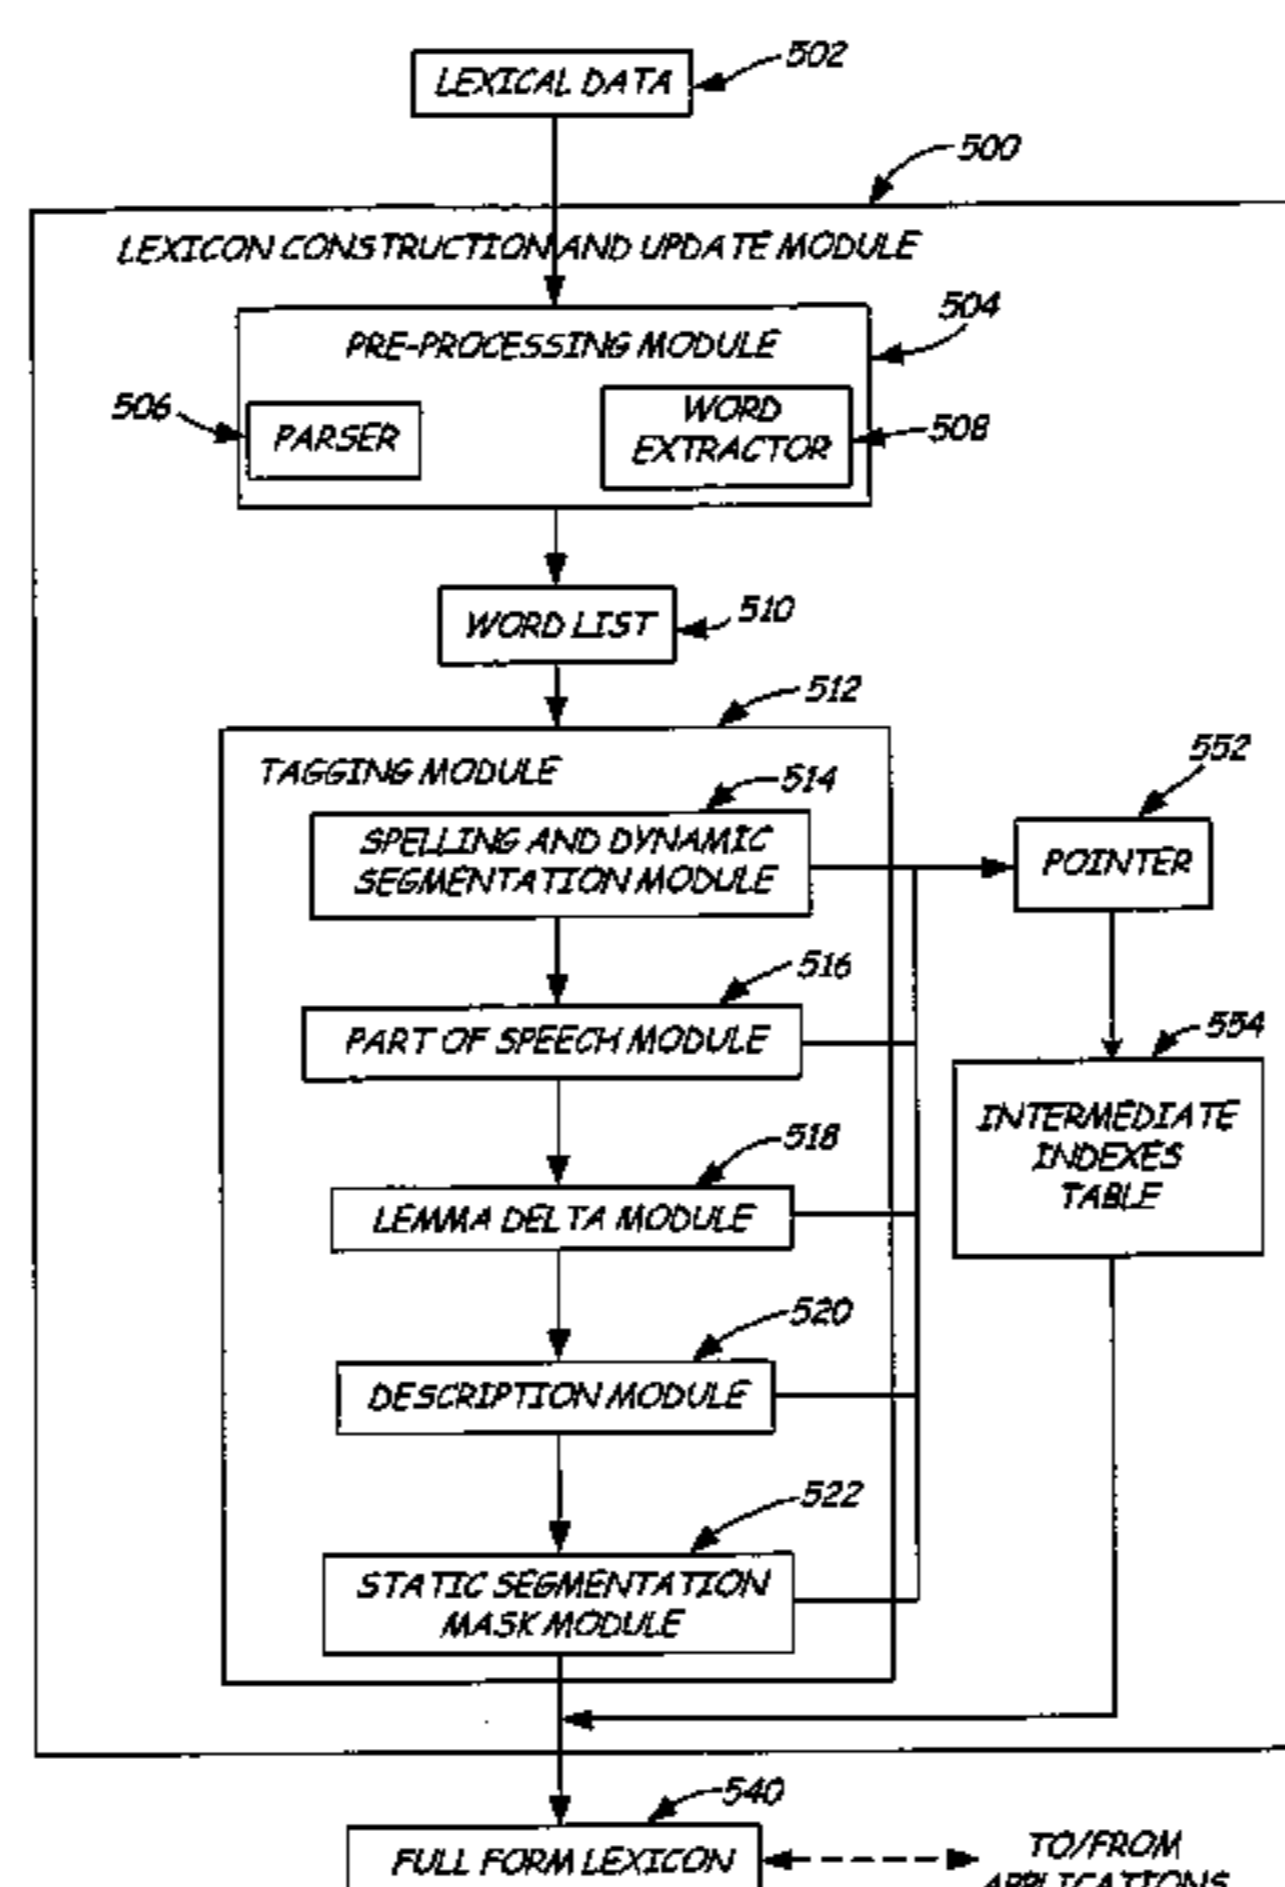 502
LEXICAL DATA
500
LEXICON CONSTRUCTION AND UPDATE MODULE
504
PRE-PROCESSING MODULE
506
PARSER
WORD
EXTRACTOR
508
WORD LIST
510
512
TAGGING MODULE
514
SPELLING AND DYNAMIC
SEGMENTATION MODULE
552
POINTER
516
PART OF SPEECH MODULE
554
INTERMEDIATE
INDEXES
TABLE
518
LEMMA DELTA MODULE
520
DESCRIPTION MODULE
522
STATIC SEGMENTATION
MASK MODULE
540
FULL FORM LEXICON
TO/FROM
APPLICATIONS